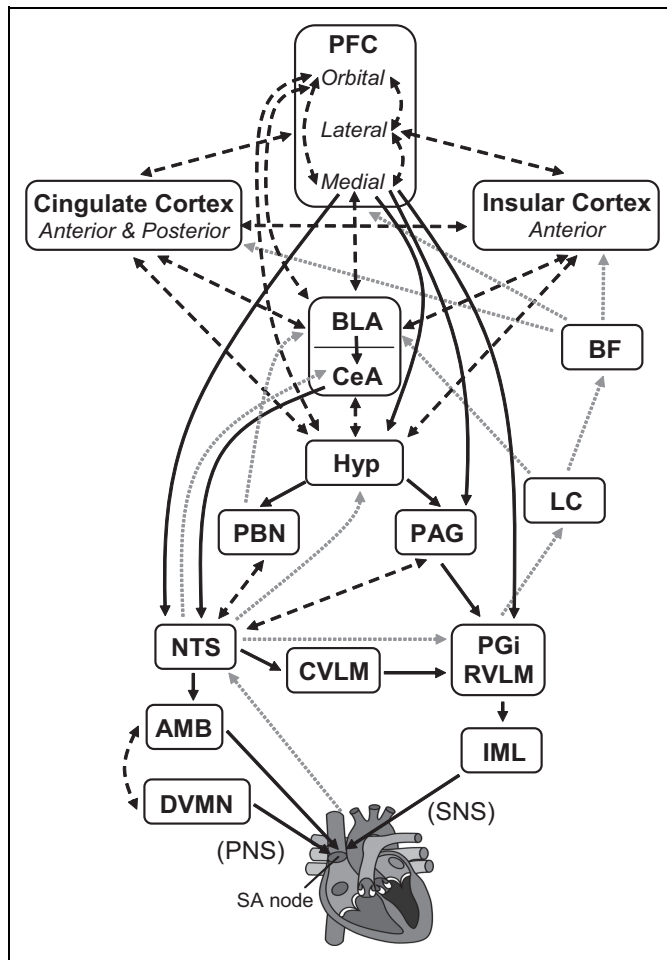 PFC
Orbital
Lateral
Medial
Cingulate Cortex
Anterior & Posterior
Insular Cortex
Anterior
BLA
CeA
BF
Hyp
LC
PBN
PAG
NTS
CVLM
PGi
RVLM
AMB
IML
DVMN
(SNS)
(PNS)
SA node